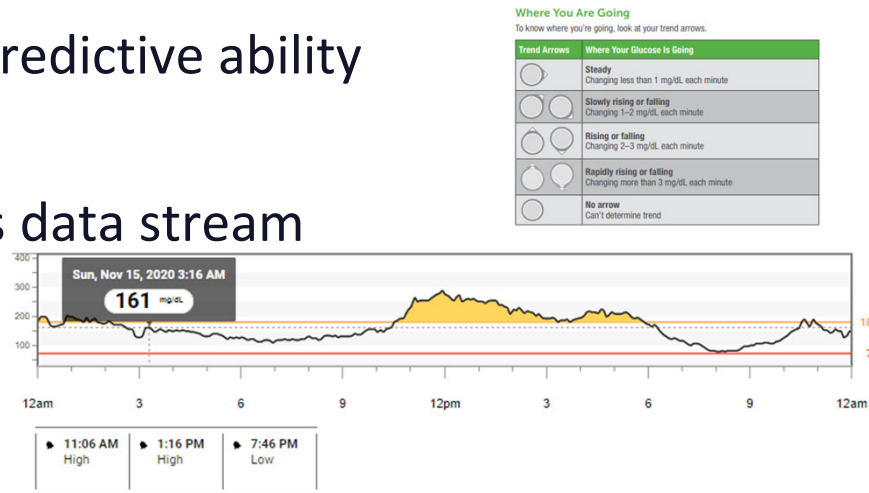 redictive ability
s data stream
Where You Are Going
To know where you're going, look at your trend arrows.
Trend Arrows Where Your Glucose Is Going
Steady
Changing less than 1 mg/dL each minute
Slowly rising or falling
Changing 1–2 mg/dL each minute
Rising or falling
Changing 2–3 mg/dL each minute
Rapidly rising or falling
Changing more than 3 mg/dL each minute
No arrow
Can't determine trend
400
300
200
100
Sun, Nov 15, 2020 3:16 AM
161 mg/dL
12am 3 6 9 12pm 3 6 9 12am
11:06 AM 1:16 PM 7:46 PM
High High Low